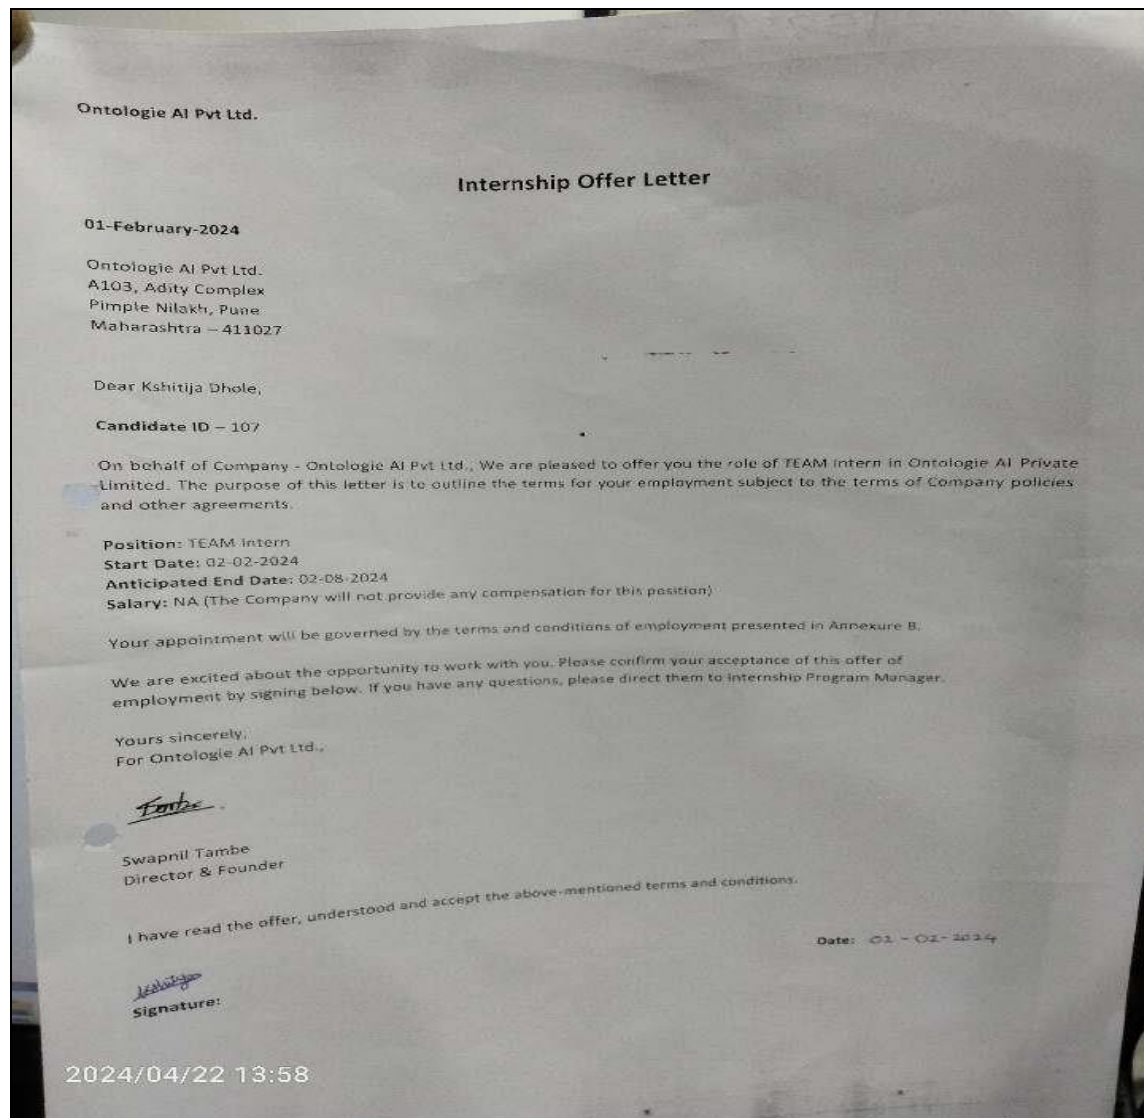 Ontologie AI Pvt Ltd.
Internship Offer Letter
01-February-2024
Ontologie AI Pvt Ltd.
A103, Adity Complex
Pimple Nilakh, Pune
Maharashtra – 411027
Dear Kshitija Dhole,
Candidate ID – 107
On behalf of Company - Ontologie AI Pvt Ltd., We are pleased to offer you the role of TEAM Intern in Ontologie AI Private
Limited. The purpose of this letter is to outline the terms for your employment subject to the terms of Company policies
and other agreements.
Position: TEAM Intern
Start Date: 02-02-2024
Anticipated End Date: 02-08-2024
Salary: NA (The Company will not provide any compensation for this position)
Your appointment will be governed by the terms and conditions of employment presented in Annexure B.
We are excited about the opportunity to work with you. Please confirm your acceptance of this offer of
employment by signing below. If you have any questions, please direct them to Internship Program Manager.
Yours sincerely,
For Ontologie AI Pvt Ltd.,
Swapnil Tambe
Director & Founder
I have read the offer, understood and accept the above-mentioned terms and conditions.
Date: 01-02-2024
Signature:
2024/04/22 13:58